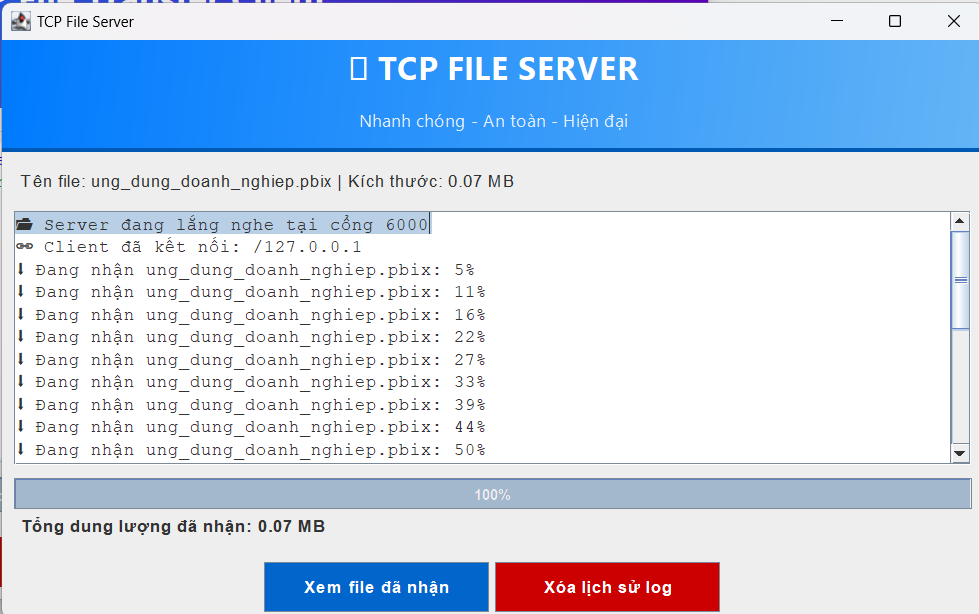 TCP File Server
TCP FILE SERVER
Nhanh chóng - An toàn - Hiện đại
Tên file: ung_dung_doanh_nghiep.pbix | Kích thước: 0.07 MB
Server đang lắng nghe tại cổng 6000
Client đã kết nối: /127.0.0.1
Đang nhận ung_dung_doanh_nghiep.pbix: 5%
Đang nhận ung_dung_doanh_nghiep.pbix: 11%
Đang nhận ung_dung_doanh_nghiep.pbix: 16%
Đang nhận ung_dung_doanh_nghiep.pbix: 22%
Đang nhận ung_dung_doanh_nghiep.pbix: 27%
Đang nhận ung_dung_doanh_nghiep.pbix: 33%
Đang nhận ung_dung_doanh_nghiep.pbix: 39%
Đang nhận ung_dung_doanh_nghiep.pbix: 44%
Đang nhận ung_dung_doanh_nghiep.pbix: 50%
100%
Tổng dung lượng đã nhận: 0.07 MB
Xem file đã nhận
Xóa lịch sử log